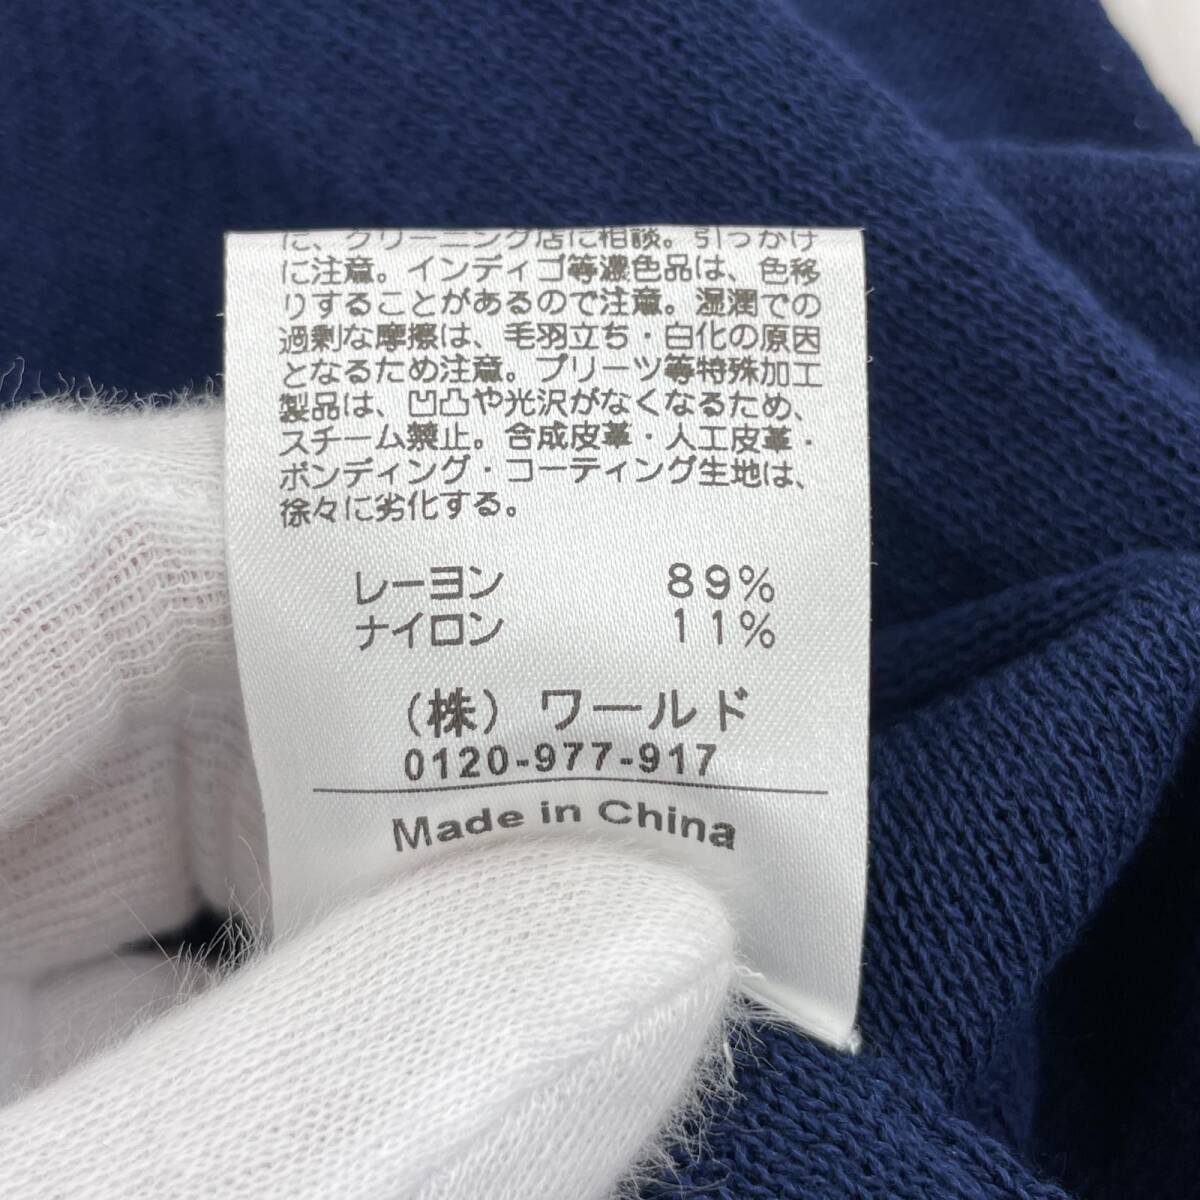 に、クリーニング店に相談。引っかけ
に注意。インディゴ等濃色品は、色移
りすることがあるので注意。湿潤での
過剰な摩擦は、毛羽立ち・白化の原因
となるため注意。プリーツ等特殊加工
製品は、凹凸や光沢がなくなるため、
スチーム禁止。合成皮革・人工皮革・
ボンディング・コーティング生地は、
徐々に劣化する。
レーヨン 89%
ナイロン 11%
(株) ワールド
0120-977-917
Made in China